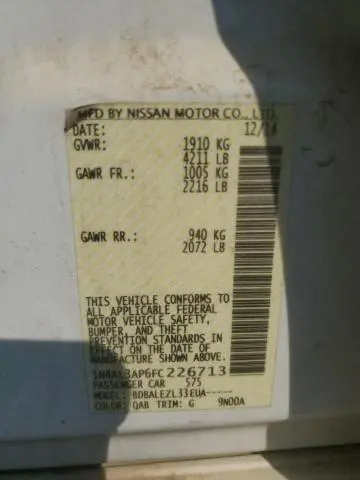 MFD BY NISSAN MOTOR CO., LTD
DATE: 12/14
GVWR: 1910 KG
4211 LB
GAWR FR.: 1005 KG
2216 LB
GAWR RR.: 940 KG
2072 LB
THIS VEHICLE CONFORMS TO
ALL APPLICABLE FEDERAL
MOTOR VEHICLE SAFETY,
BUMPER, AND THEFT
PREVENTION STANDARDS IN
EFFECT ON THE DATE OF
MANUFACTURE SHOWN ABOVE.
1N4AL3AP6FC226713
PASSENGER CAR 575
MODEL: BDBALEZL33EUA-----
COLOR: QAB TRIM: G 9N00A